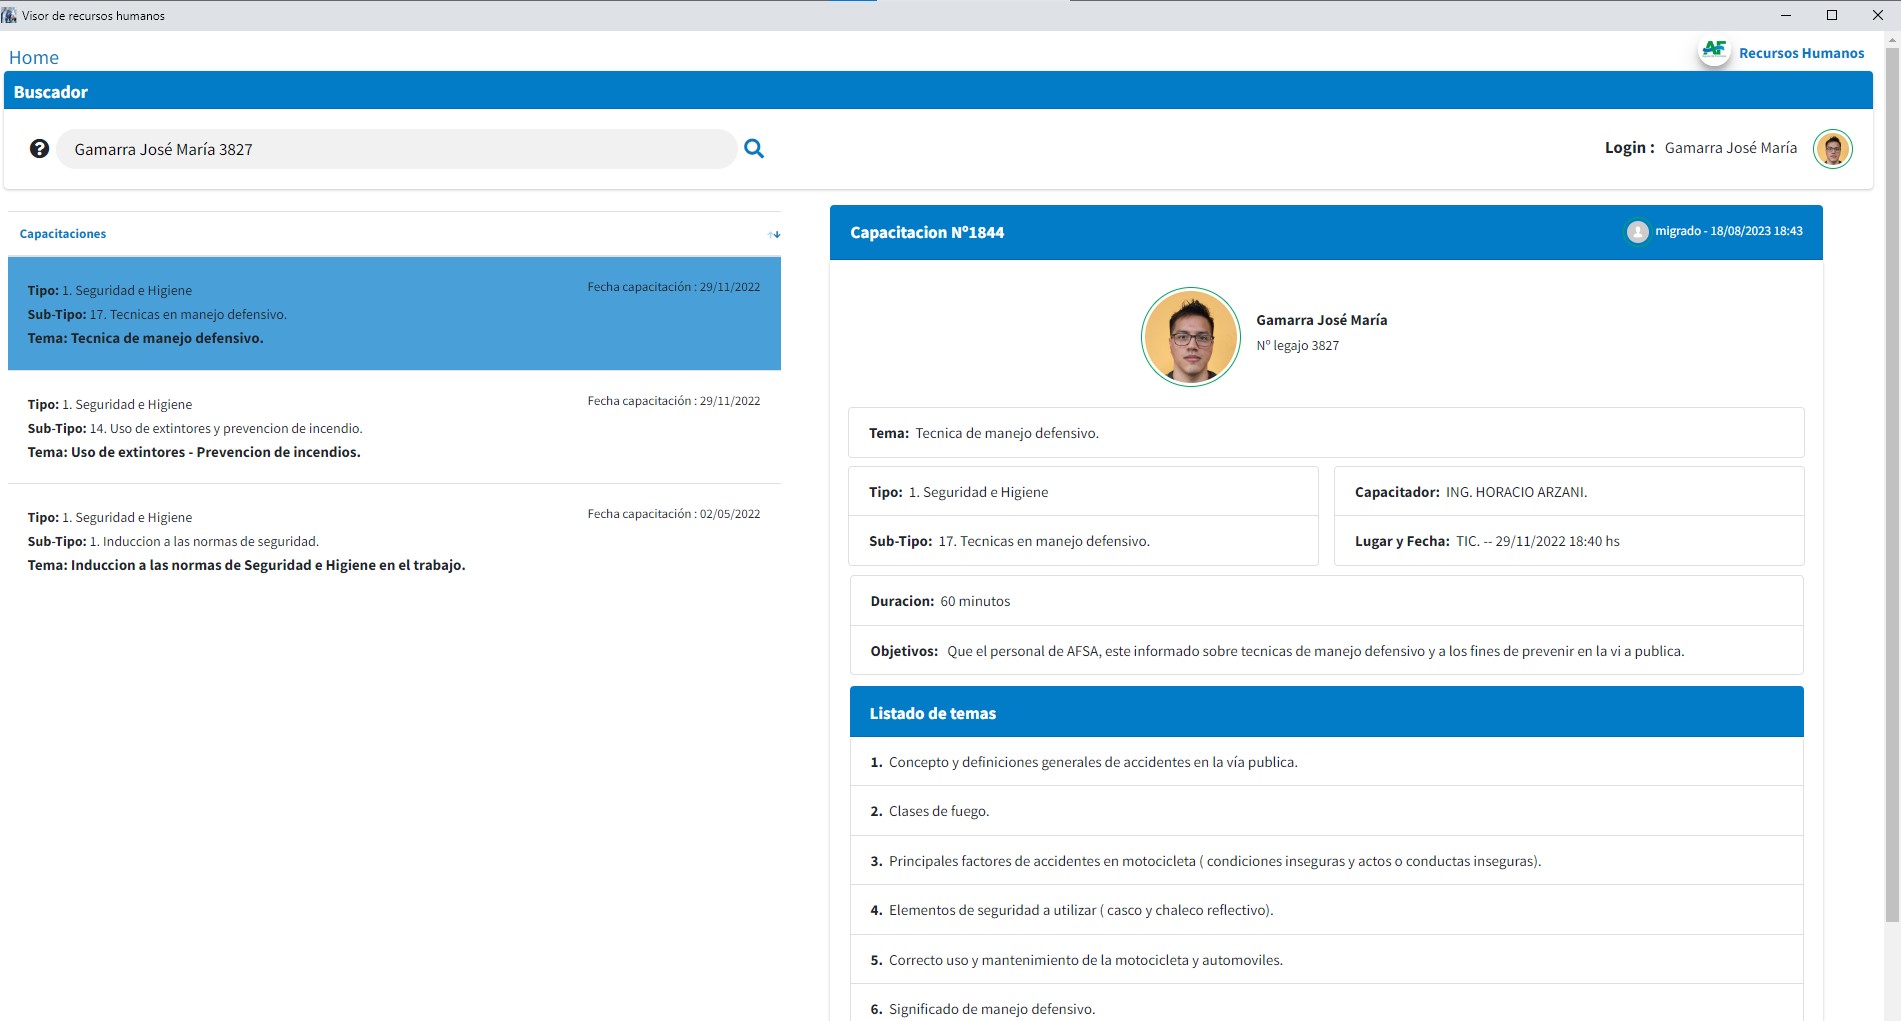 Visor de recursos humanos
Home
AF Recursos Humanos
Buscador
Gamarra José María 3827
Login : Gamarra José María
Capacitaciones
Tipo: 1. Seguridad e Higiene
Fecha capacitación : 29/11/2022
Sub-Tipo: 17. Tecnicas en manejo defensivo.
Tema: Tecnica de manejo defensivo.
Tipo: 1. Seguridad e Higiene
Fecha capacitación : 29/11/2022
Sub-Tipo: 14. Uso de extintores y prevencion de incendio.
Tema: Uso de extintores - Prevencion de incendios.
Tipo: 1. Seguridad e Higiene
Fecha capacitación : 02/05/2022
Sub-Tipo: 1. Induccion a las normas de seguridad.
Tema: Induccion a las normas de Seguridad e Higiene en el trabajo.
Capacitacion Nº1844
migrado - 18/08/2023 18:43
Gamarra José María
Nº legajo 3827
Tema: Tecnica de manejo defensivo.
Tipo: 1. Seguridad e Higiene
Sub-Tipo: 17. Tecnicas en manejo defensivo.
Capacitador: ING. HORACIO ARZANI.
Lugar y Fecha: TIC. -- 29/11/2022 18:40 hs
Duracion: 60 minutos
Objetivos: Que el personal de AFSA, este informado sobre tecnicas de manejo defensivo y a los fines de prevenir en la vi a publica.
Listado de temas
1. Concepto y definiciones generales de accidentes en la vía publica.
2. Clases de fuego.
3. Principales factores de accidentes en motocicleta ( condiciones inseguras y actos o conductas inseguras).
4. Elementos de seguridad a utilizar ( casco y chaleco reflectivo).
5. Correcto uso y mantenimiento de la motocicleta y automoviles.
6. Significado de manejo defensivo.